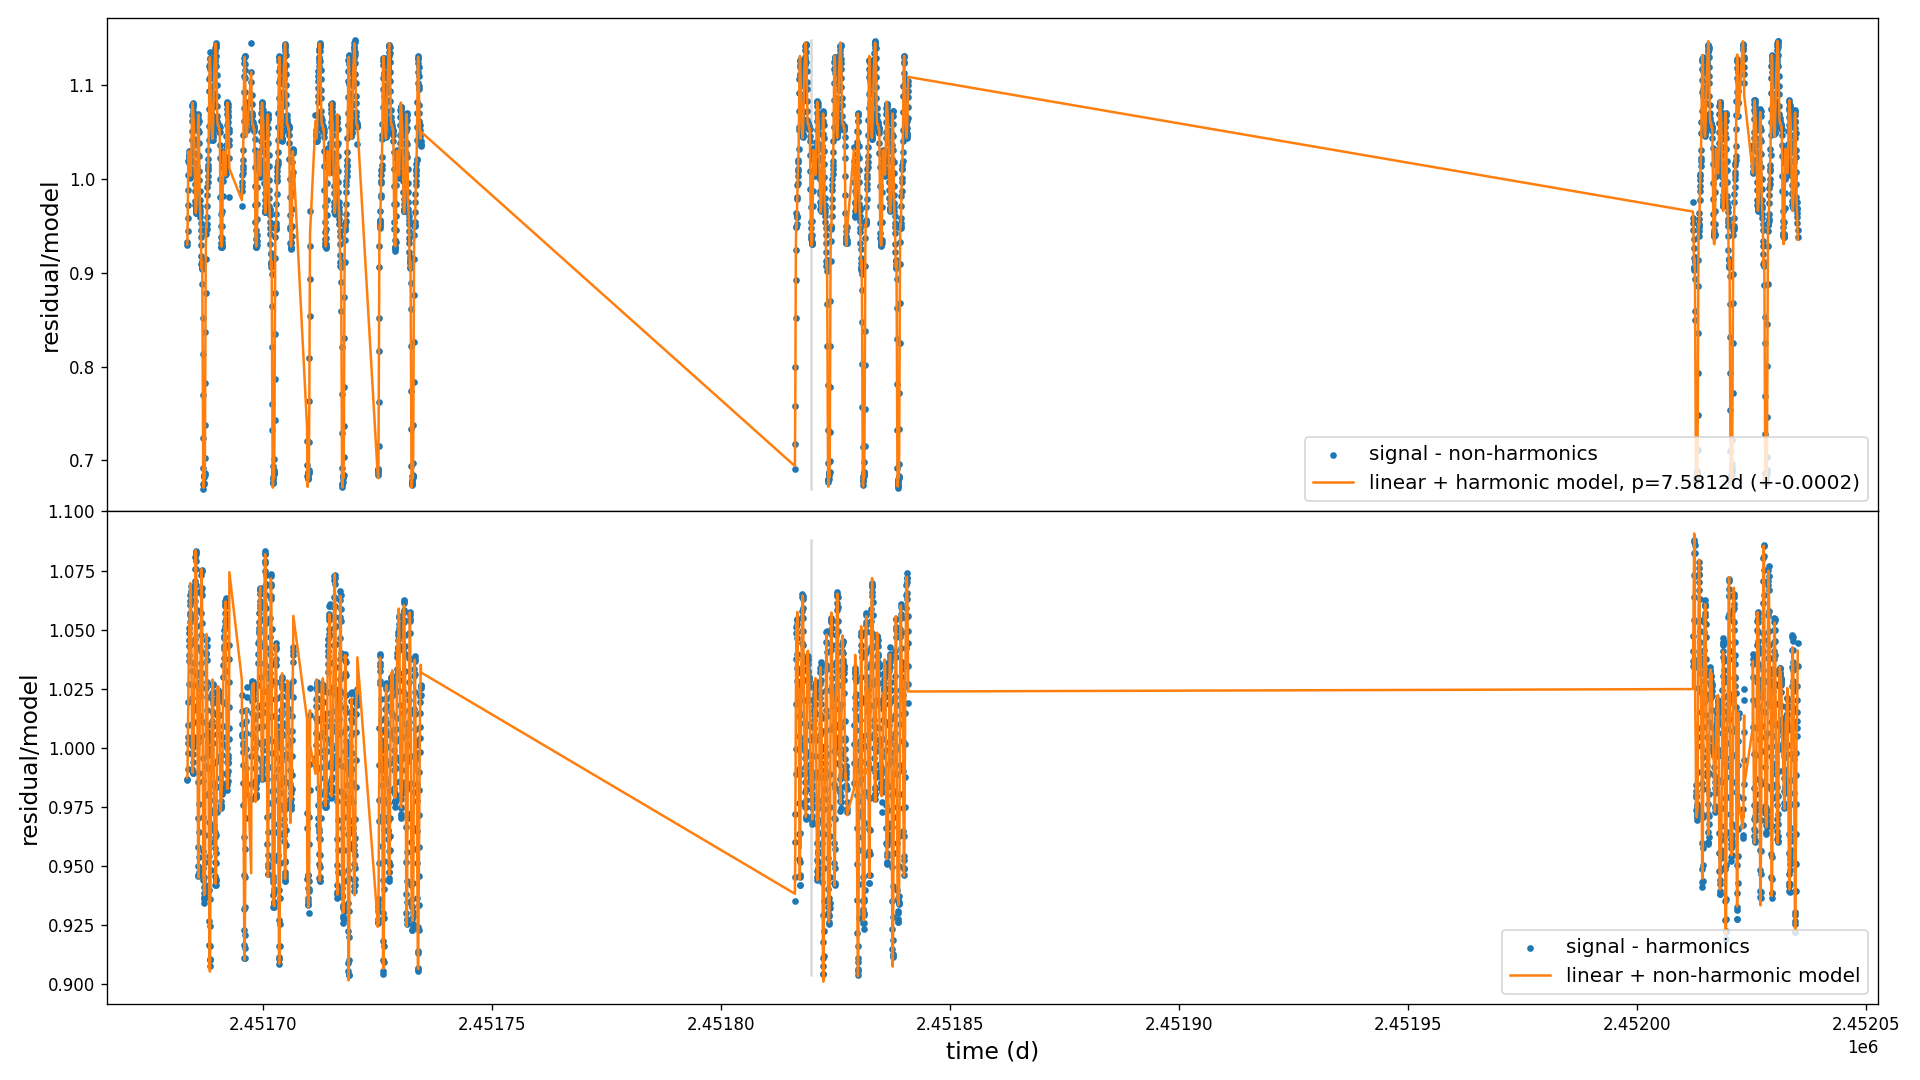 residual/model
1.1
1.0
0.9
0.8
0.7
signal - non-harmonics
linear + harmonic model, p=7.5812d (+-0.0002)
residual/model
1.100
1.075
1.050
1.025
1.000
0.975
0.950
0.925
0.900
signal - harmonics
linear + non-harmonic model
2.45170 2.45175 2.45180 2.45185 2.45190 2.45195 2.45200 2.45205
time (d)
1e6